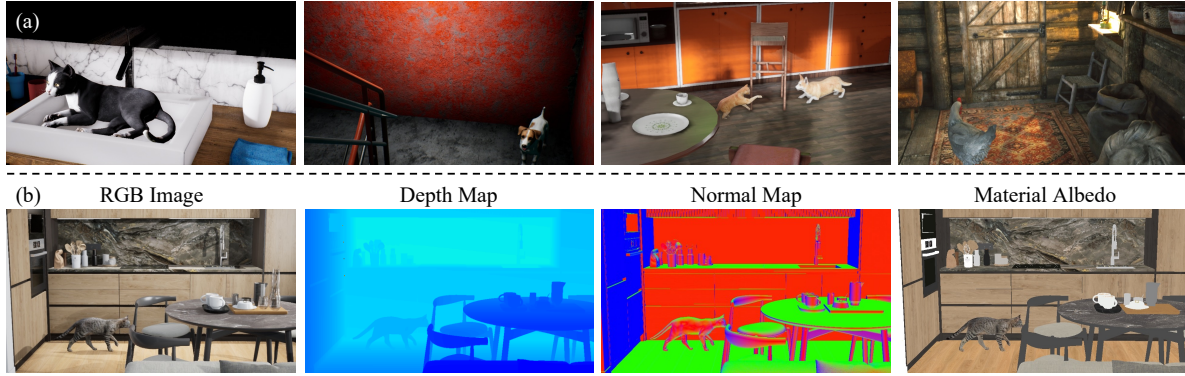 (a)
(b)
RGB Image
Depth Map
Normal Map
Material Albedo